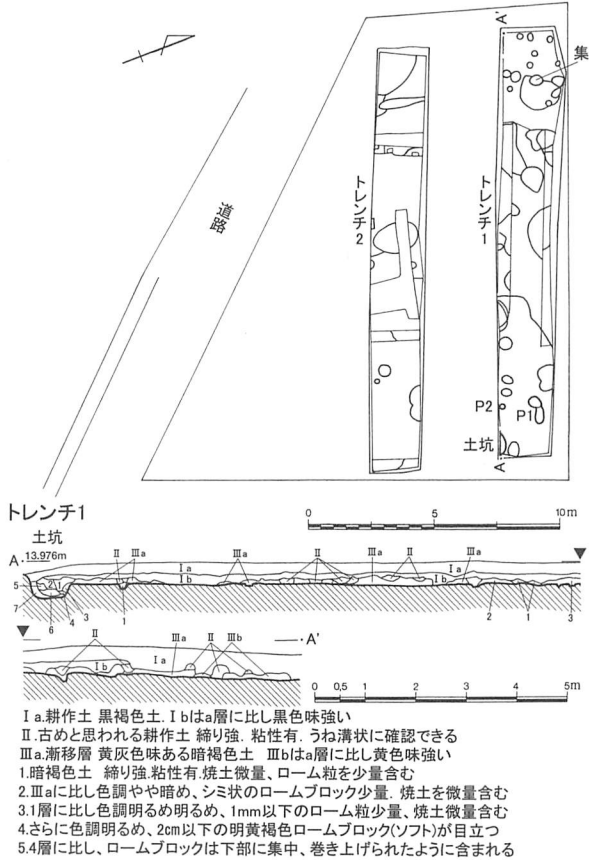 A'
集
道路
トレンチ2
トレンチ1
P2
P1
土坑
A
トレンチ1
0 5 10m
土坑
A 13.976m
II IIIa IIIa II IIIa II IIIa
Ia
Ib Ib
5 2 1
7 6 4 3 1 2 1 3
II IIIa II IIIb A'
Ia
Ib
0 0,5 1 2 3 4 5m
Ⅰa.耕作土 黒褐色土. Ⅰbはa層に比し黒色味強い
Ⅱ.古めと思われる耕作土 締り強. 粘性有. うね溝状に確認できる
Ⅲa.漸移層 黄灰色味ある暗褐色土 Ⅲbはa層に比し黄色味強い
1.暗褐色土 締り強.粘性有.焼土微量、ローム粒を少量含む
2.Ⅲaに比し色調やや暗め、シミ状のロームブロック少量. 焼土を微量含む
3.1層に比し色調明るめ明るめ、1mm以下のローム粒少量、焼土微量含む
4.さらに色調明るめ、2cm以下の明黄褐色ロームブロック(ソフト)が目立つ
5.4層に比し、ロームブロックは下部に集中、巻き上げられたように含まれる